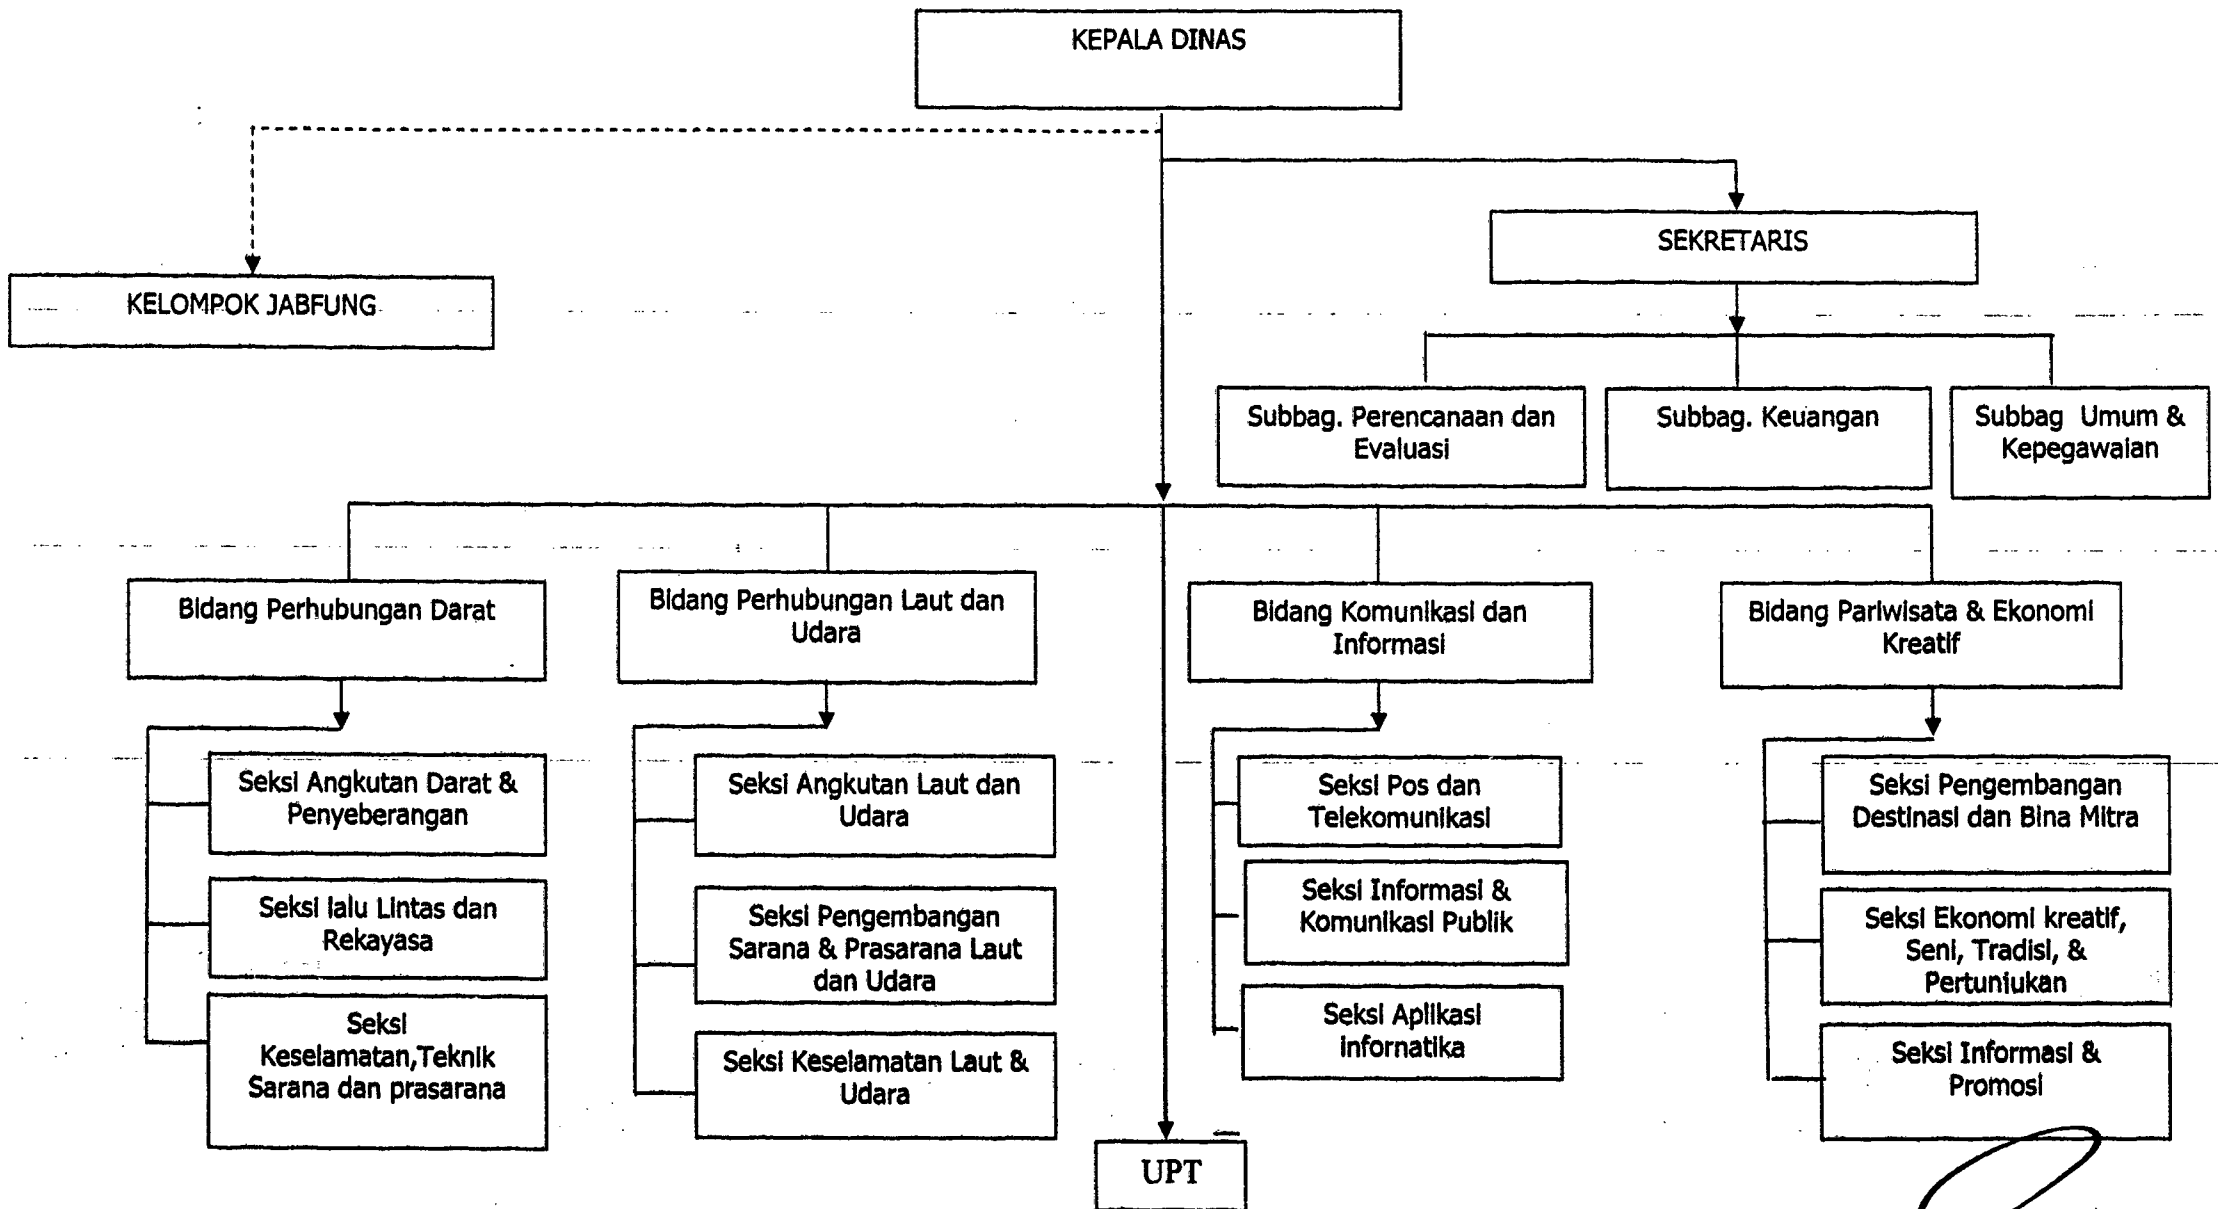 KEPALA DINAS
SEKRETARIS
KELOMPOK JABFUNG
Subbag. Perencanaan dan
Evaluasi
Subbag. Keuangan
Subbag Umum &
Kepegawaian
Bidang Perhubungan Darat
Bidang Perhubungan Laut dan
Udara
Bidang Komunikasi dan
Informasi
Bidang Pariwisata & Ekonomi
Kreatif
Seksi Angkutan Darat &
Penyeberangan
Seksi lalu Lintas dan
Rekayasa
Seksi
Keselamatan,Teknik
Sarana dan prasarana
Seksi Angkutan Laut dan
Udara
Seksi Pengembangan
Sarana & Prasarana Laut
dan Udara
Seksi Keselamatan Laut &
Udara
Seksi Pos dan
Telekomunikasi
Seksi Informasi &
Komunikasi Publik
Seksi Aplikasi
infornatika
Seksi Pengembangan
Destinasi dan Bina Mitra
Seksi Ekonomi kreatif,
Seni, Tradisi, &
Pertuniukan
Seksi Informasi &
Promosi
UPT